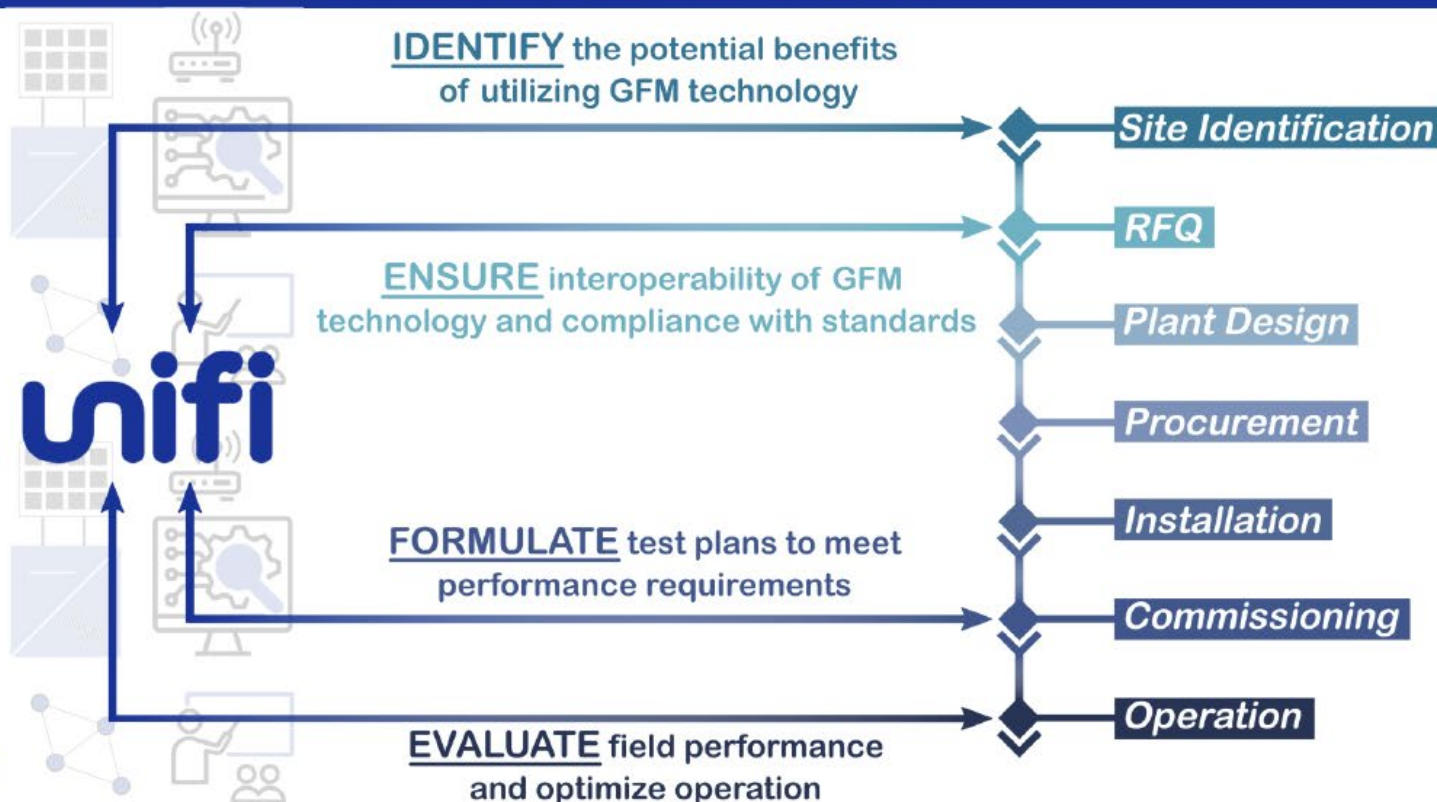 IDENTIFY the potential benefits
of utilizing GFM technology
Site Identification
RFQ
ENSURE interoperability of GFM
technology and compliance with standards
Plant Design
unifi
Procurement
Installation
FORMULATE test plans to meet
performance requirements
Commissioning
Operation
EVALUATE field performance
and optimize operation